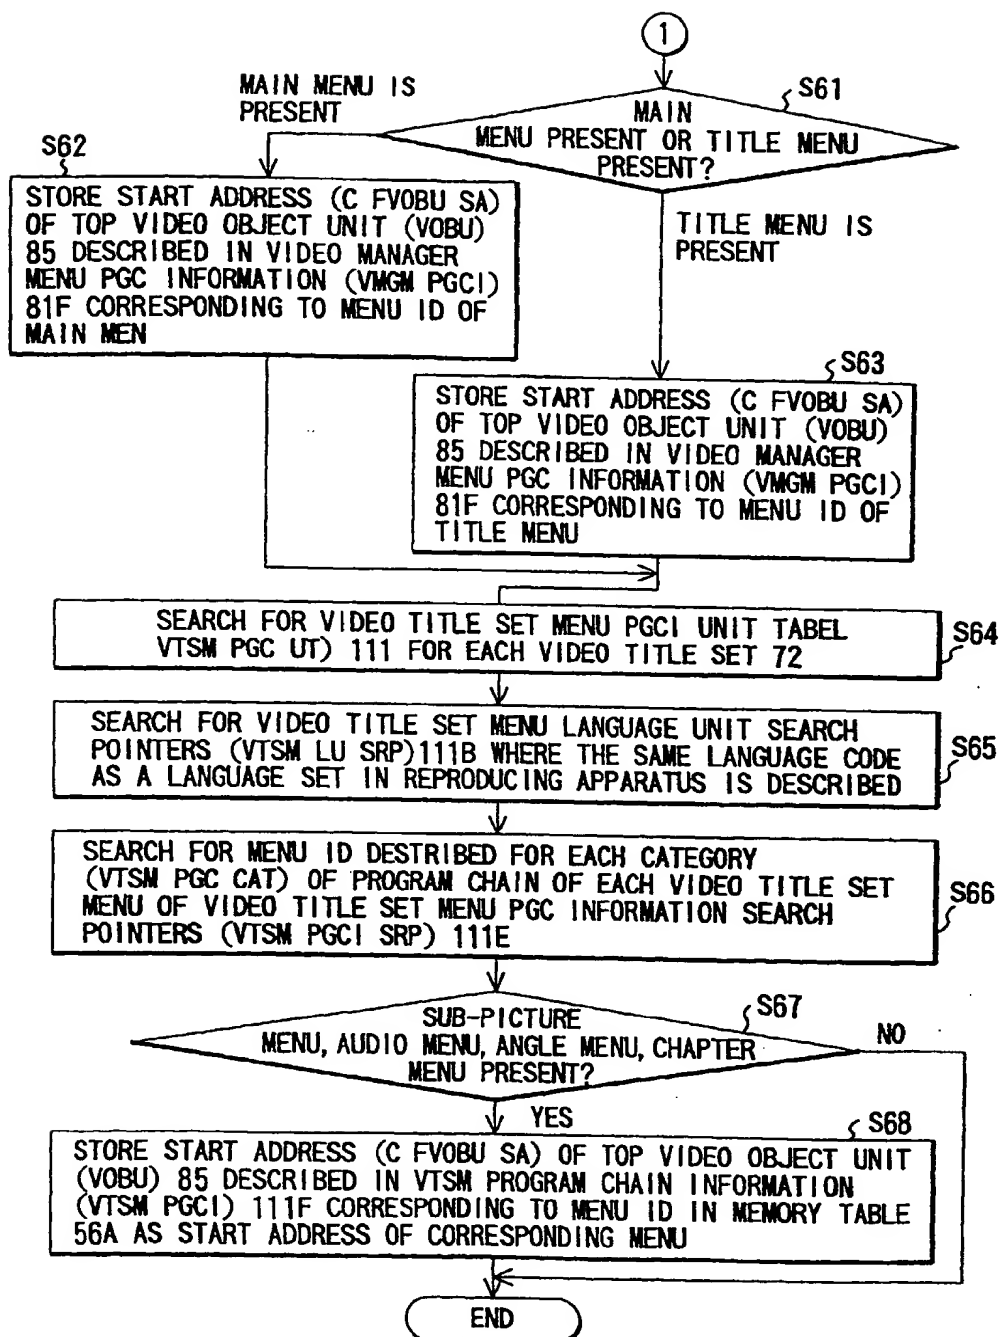 1
S61
MAIN
MENU PRESENT OR TITLE MENU
PRESENT?
MAIN MENU IS
PRESENT
S62
STORE START ADDRESS (C FVOBU SA)
OF TOP VIDEO OBJECT UNIT (VOBU)
85 DESCRIBED IN VIDEO MANAGER
MENU PGC INFORMATION (VMGM PGCI)
81F CORRESPONDING TO MENU ID OF
MAIN MEN
TITLE MENU IS
PRESENT
S63
STORE START ADDRESS (C FVOBU SA)
OF TOP VIDEO OBJECT UNIT (VOBU)
85 DESCRIBED IN VIDEO MANAGER
MENU PGC INFORMATION (VMGM PGCI)
81F CORRESPONDING TO MENU ID OF
TITLE MENU
SEARCH FOR VIDEO TITLE SET MENU PGCI UNIT TABEL
VTSM PGC UT) 111 FOR EACH VIDEO TITLE SET 72
S64
SEARCH FOR VIDEO TITLE SET MENU LANGUAGE UNIT SEARCH
POINTERS (VTSM LU SRP)111B WHERE THE SAME LANGUAGE CODE
AS A LANGUAGE SET IN REPRODUCING APPARATUS IS DESCRIBED
S65
SEARCH FOR MENU ID DESTRIBED FOR EACH CATEGORY
(VTSM PGC CAT) OF PROGRAM CHAIN OF EACH VIDEO TITLE SET
MENU OF VIDEO TITLE SET MENU PGC INFORMATION SEARCH
POINTERS (VTSM PGCI SRP) 111E
S66
S67
SUB-PICTURE
MENU, AUDIO MENU, ANGLE MENU, CHAPTER
MENU PRESENT?
NO
YES
S68
STORE START ADDRESS (C FVOBU SA) OF TOP VIDEO OBJECT UNIT
(VOBU) 85 DESCRIBED IN VTSM PROGRAM CHAIN INFORMATION
(VTSM PGCI) 111F CORRESPONDING TO MENU ID IN MEMORY TABLE
56A AS START ADDRESS OF CORRESPONDING MENU
END